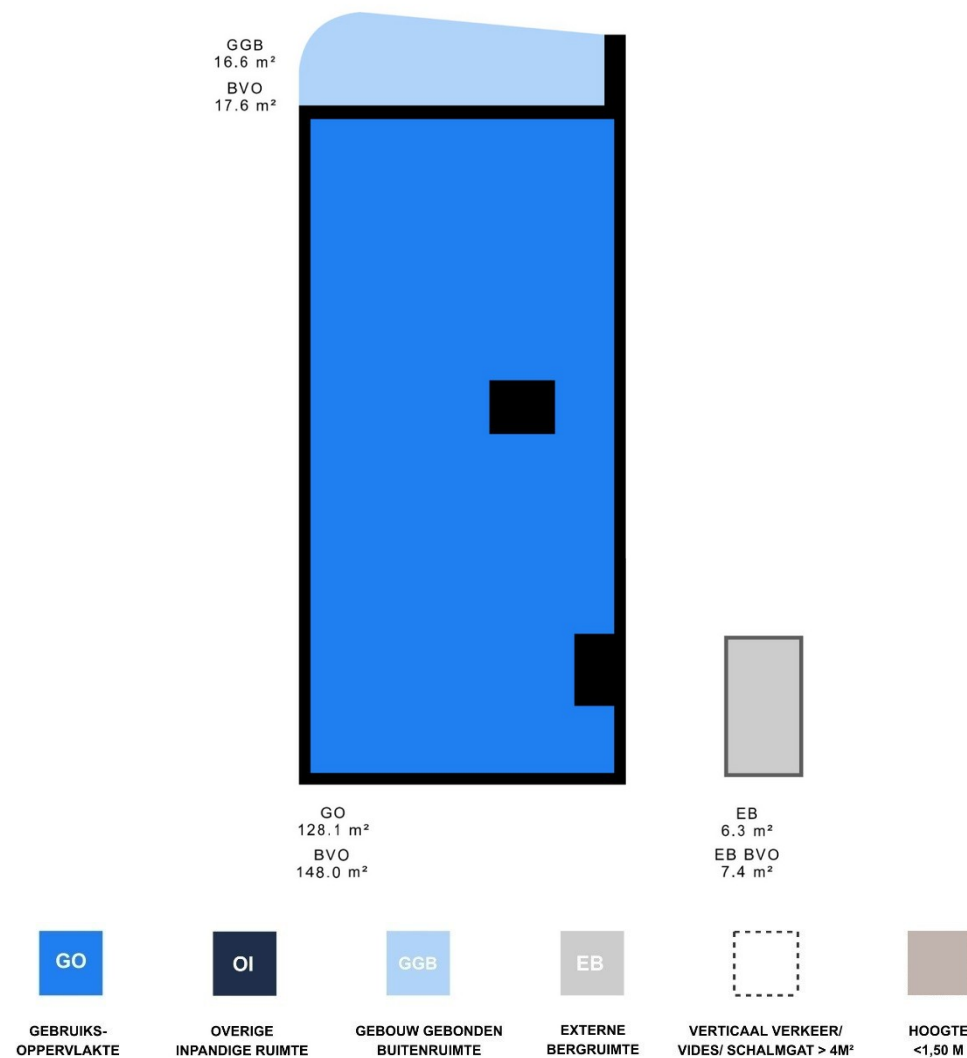 GGB
16.6 m²
BVO
17.6 m²
GO
128.1 m²
BVO
148.0 m²
EB
6.3 m²
EB BVO
7.4 m²
GO
OI
GGB
EB
GEBRUIKS-
OPPERVLAKTE
OVERIGE
INPANDIGE RUIMTE
GEBOUW GEBONDEN
BUITENRUIMTE
EXTERNE
BERGRUIMTE
VERTICAAL VERKEER/
VIDES/ SCHALMGAT > 4M²
HOOGTE
<1,50 M